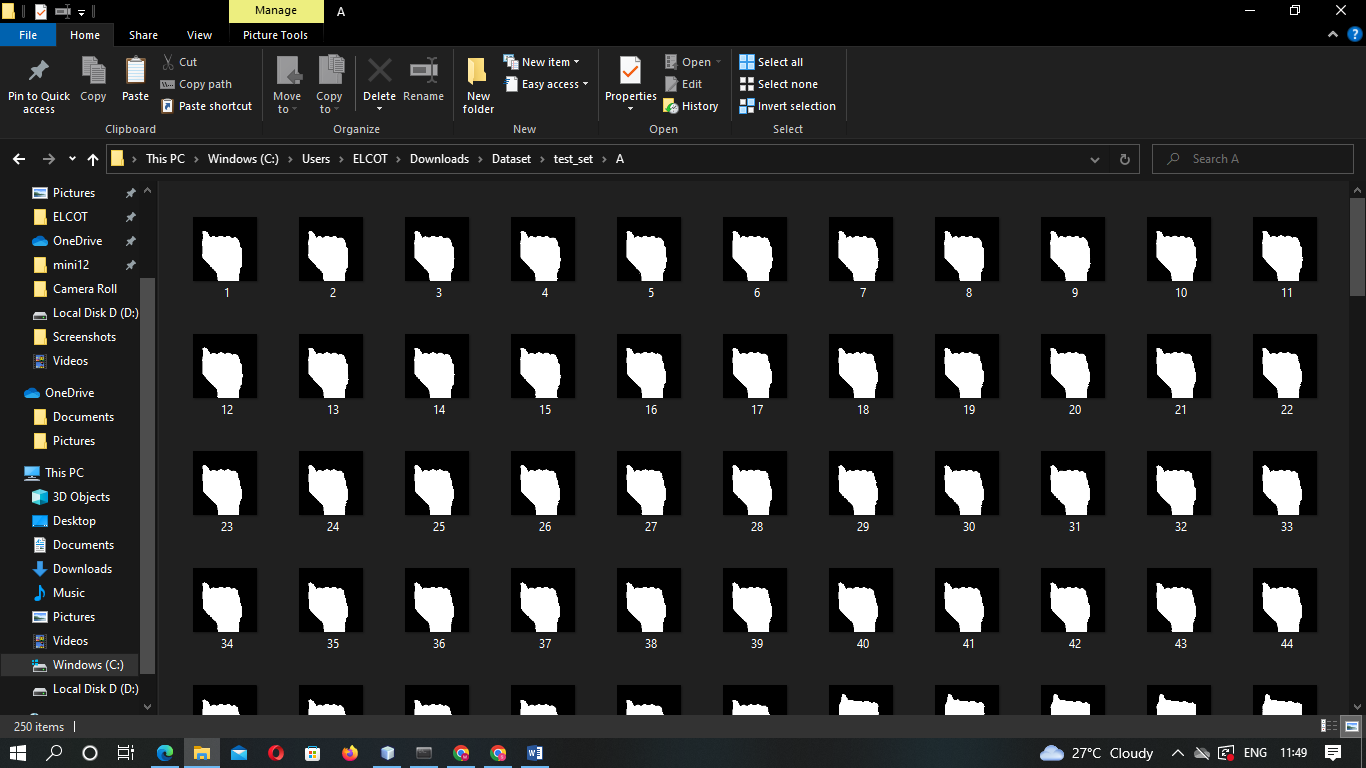 Manage
A
File
Home
Share
View
Picture Tools
Pin to Quick access
Copy
Paste
Cut
Copy path
Paste shortcut
Clipboard
Move to
Copy to
Delete
Rename
Organize
New folder
New item
Easy access
New
Properties
Open
Edit
History
Open
Select all
Select none
Invert selection
Select
This PC > Windows (C:) > Users > ELCOT > Downloads > Dataset > test_set > A
Search A
Pictures
ELCOT
OneDrive
mini12
Camera Roll
Local Disk D (D:)
Screenshots
Videos
OneDrive
Documents
Pictures
This PC
3D Objects
Desktop
Documents
Downloads
Music
Pictures
Videos
Windows (C:)
Local Disk D (D:)
1 2 3 4 5 6 7 8 9 10 11
12 13 14 15 16 17 18 19 20 21 22
23 24 25 26 27 28 29 30 31 32 33
34 35 36 37 38 39 40 41 42 43 44
250 items
27°C Cloudy
ENG
11:49